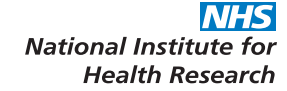 NHS
National Institute for
Health Research